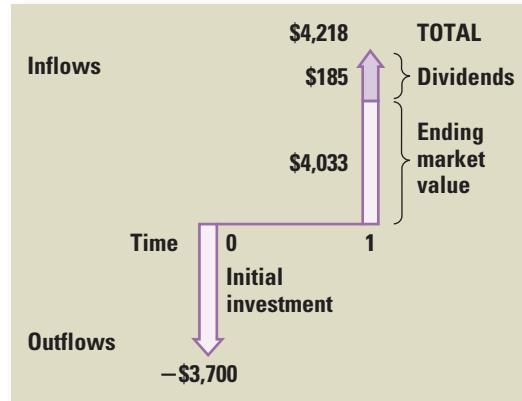 $4,218 TOTAL
Inflows
$185 Dividends
Ending
$4,033 market
value
Time 0 1
Initial
investment
Outflows
−$3,700